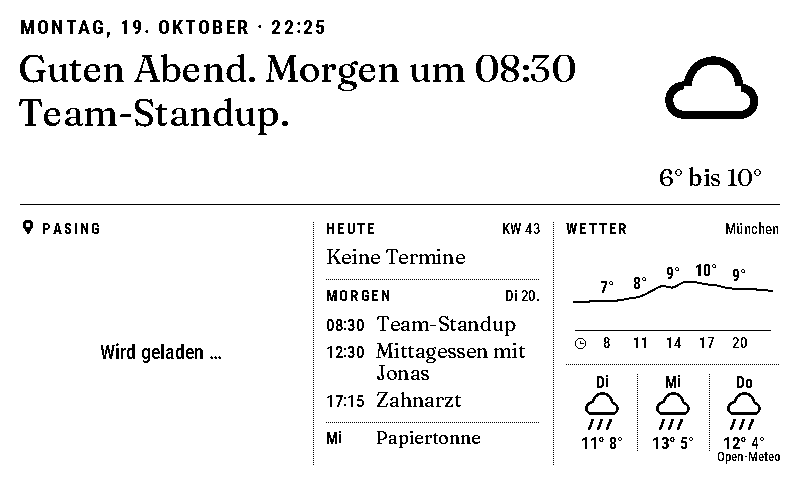 MONTAG, 19. OKTOBER · 22:25
Guten Abend. Morgen um 08:30
Team-Standup.
6° bis 10°
PASING
Wird geladen ...
HEUTE KW 43
Keine Termine
MORGEN Di 20.
08:30 Team-Standup
12:30 Mittagessen mit
Jonas
17:15 Zahnarzt
Mi Papiertonne
WETTER München
7° 8° 9° 10° 9°
8 11 14 17 20
Di Mi Do
11° 8° 13° 5° 12° 4°
Open-Meteo